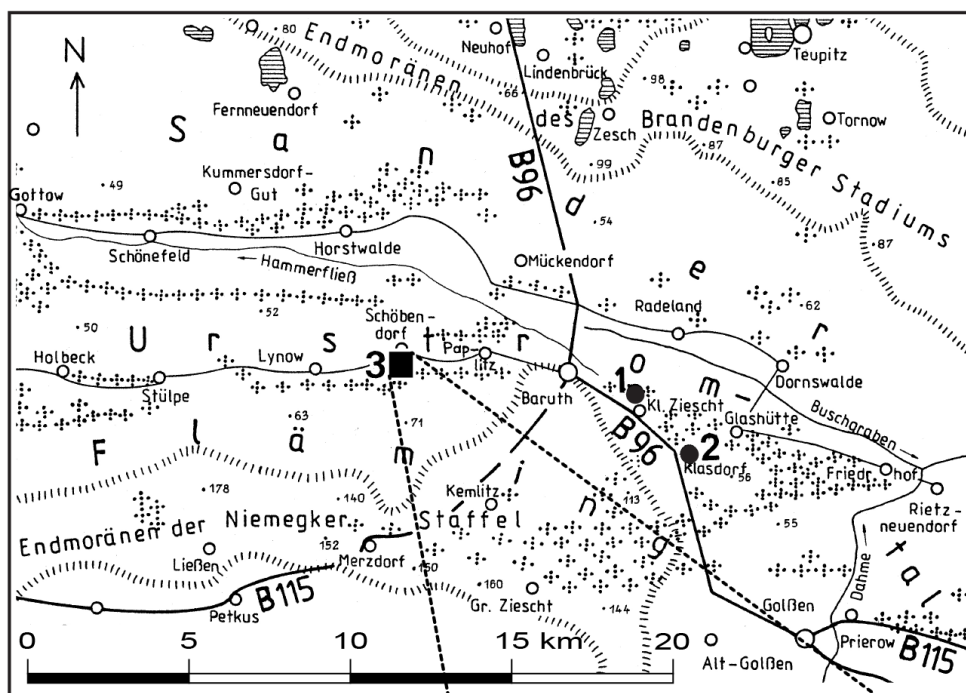 N
80
Endmoränen
des
Brandenburger Stadiums
Neuhof
Lindenbrück
66
98
Teupitz
Fernneuendorf
Zesch
Tornow
87
99
85
87
Sander
Kummersdorf-
Gut
49
Gottow
B96
54
Schönefeld
Horstwalde
Hammerfließ
Mückendorf
Radeland
62
50
52
Urstromtal
Schöben-
dorf
Holbeck
Stülpe
Lynow
3
Pap-
litz
Baruth
1
Kl. Ziescht
Dornswalde
Glashütte
Buschgraben
63
71
Fläming
B96
2
Klasdorf
56
Friedr.hof
Rietz-
neuendorf
178
140
Kemlitz
113
55
Endmoränen der Niemegker Staffel
Ließen
152
Merzdorf
150
160
Gr. Ziescht
144
Dahme
Petkus
B115
Golßen
Prierow
B115
Alt-Golßen
0 5 10 15 km 20